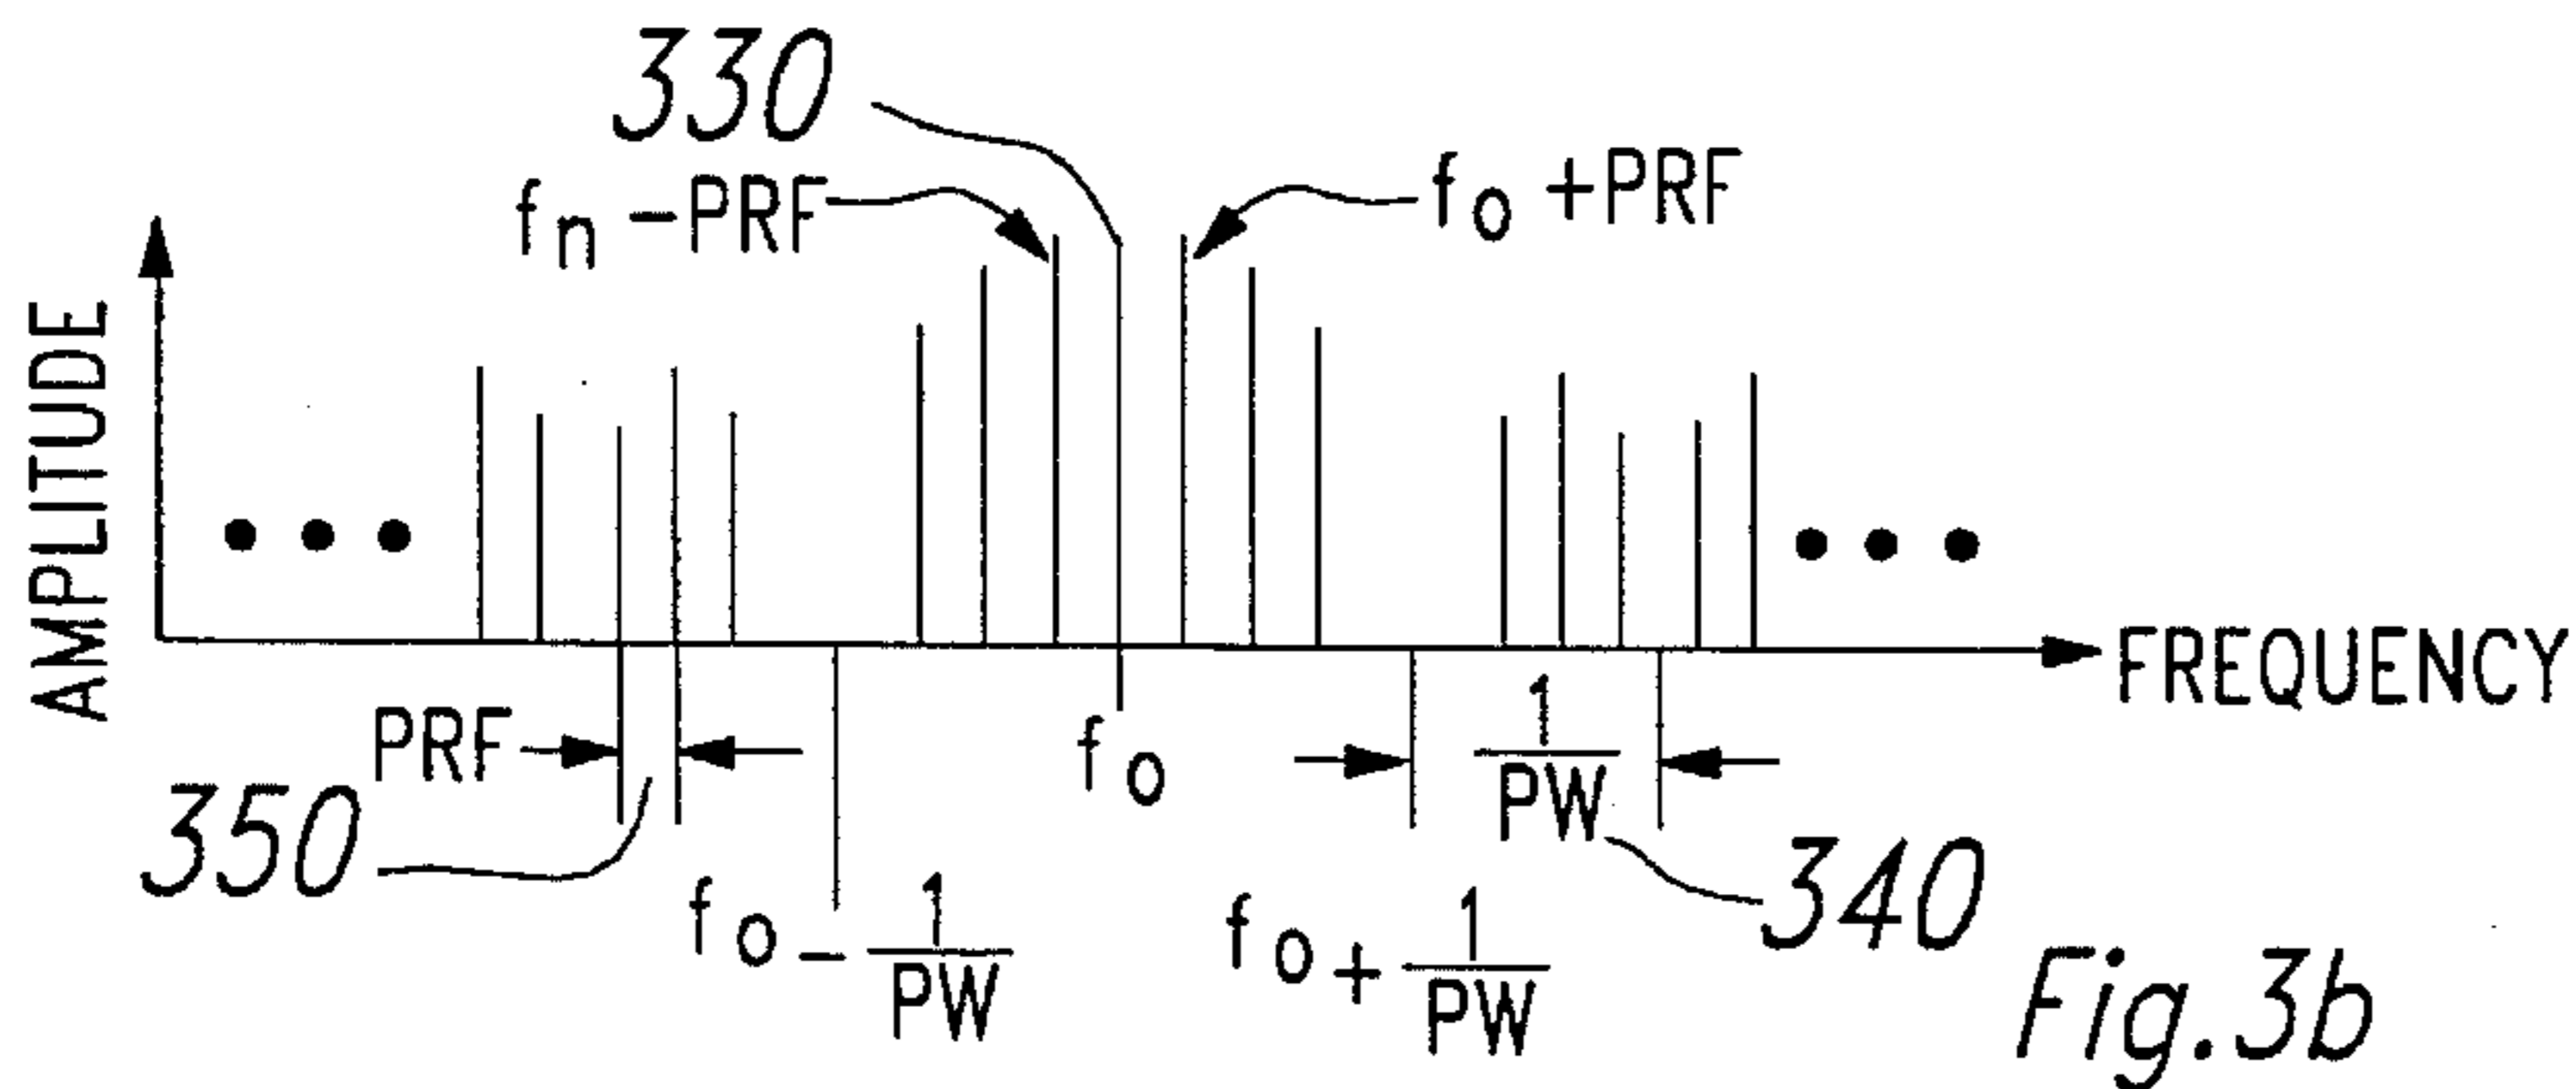 330
fn -PRF
fo +PRF
AMPLITUDE
FREQUENCY
PRF
350
fo
1
PW
340
fo - 1
PW
fo + 1
PW
Fig.3b